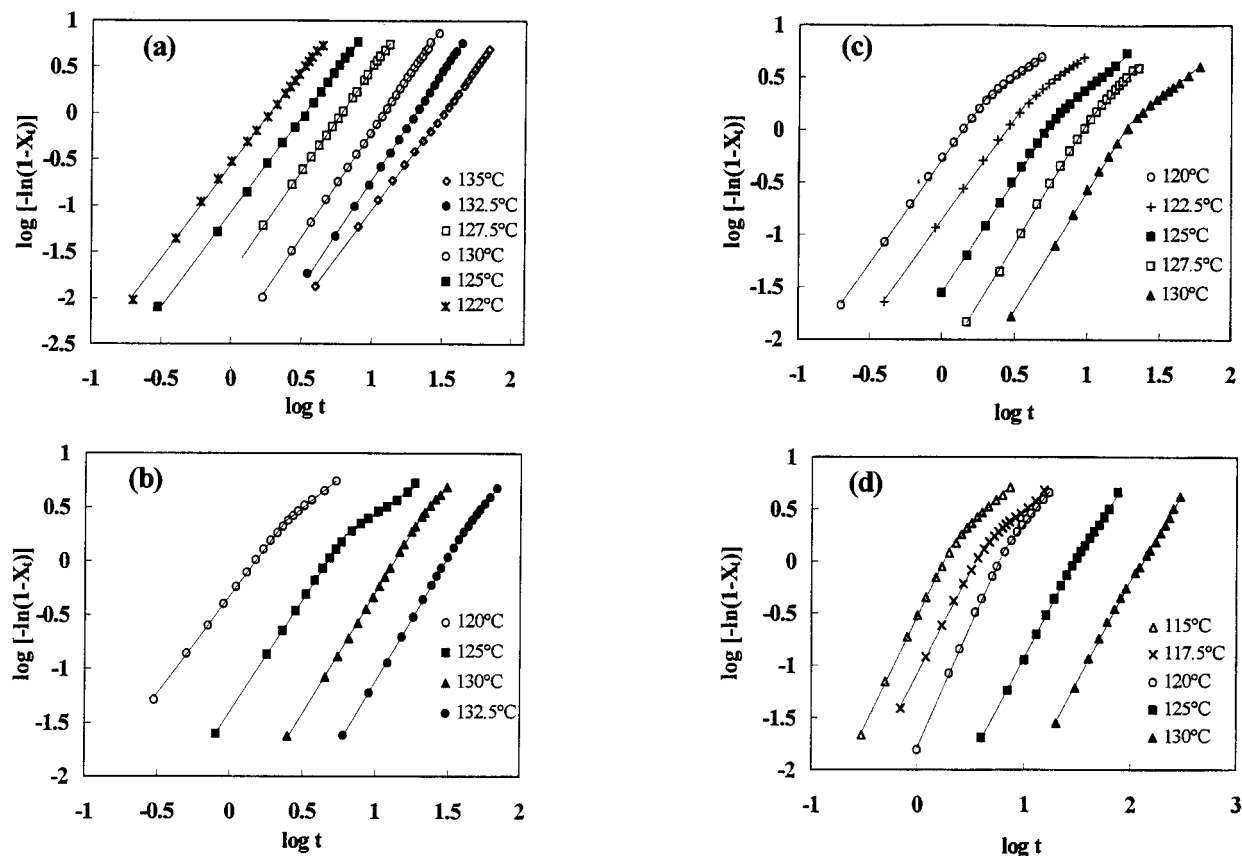 (a)
log [-ln(1-Xt)]
1
0.5
0
-0.5
-1
-1.5
-2
-2.5
135°C
132.5°C
127.5°C
130°C
125°C
122°C
-1 -0.5 0 0.5 1 1.5 2
log t
(c)
log [-ln(1-Xt)]
1
0.5
0
-0.5
-1
-1.5
-2
120°C
122.5°C
125°C
127.5°C
130°C
-1 -0.5 0 0.5 1 1.5 2
log t
(b)
log [-ln(1-Xt)]
1
0.5
0
-0.5
-1
-1.5
-2
120°C
125°C
130°C
132.5°C
-1 -0.5 0 0.5 1 1.5 2
log t
(d)
log [-ln(1-Xt)]
1
0.5
0
-0.5
-1
-1.5
-2
115°C
117.5°C
120°C
125°C
130°C
-1 0 1 2 3
log t